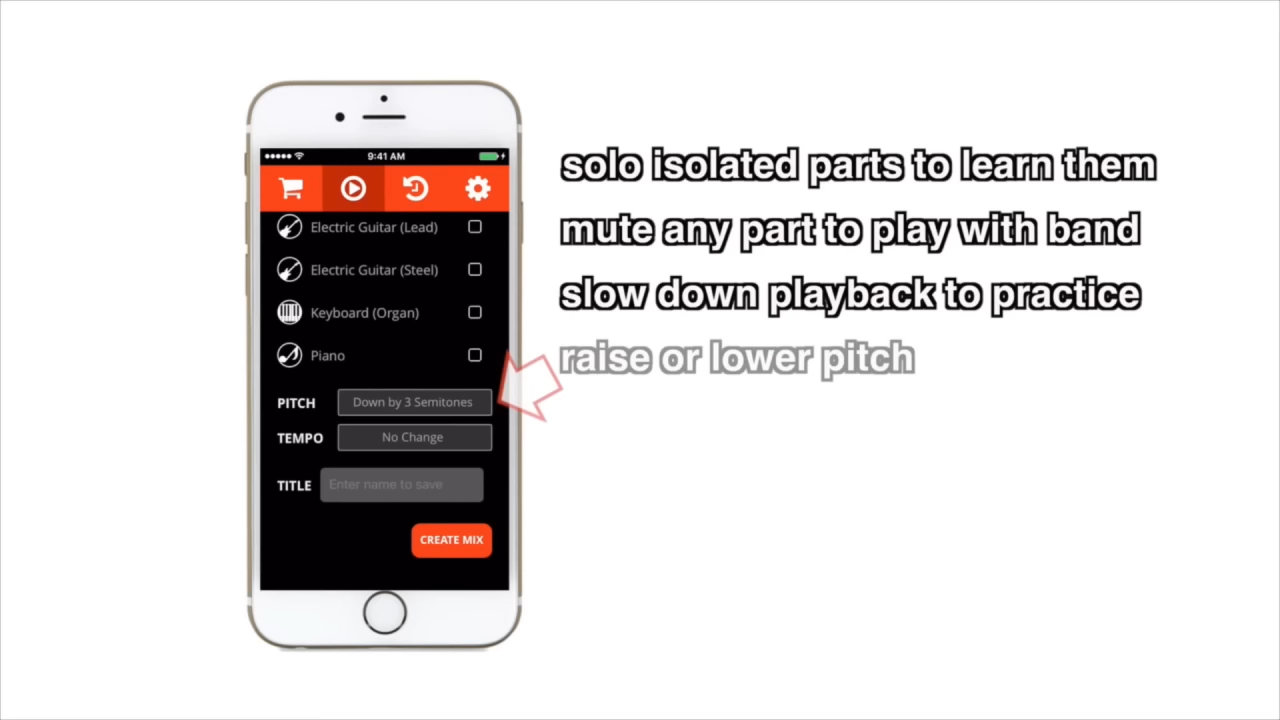 9:41 AM
Electric Guitar (Lead)
Electric Guitar (Steel)
Keyboard (Organ)
Piano
PITCH Down by 3 Semitones
TEMPO No Change
TITLE Enter name to save
CREATE MIX
solo isolated parts to learn them
mute any part to play with band
slow down playback to practice
raise or lower pitch